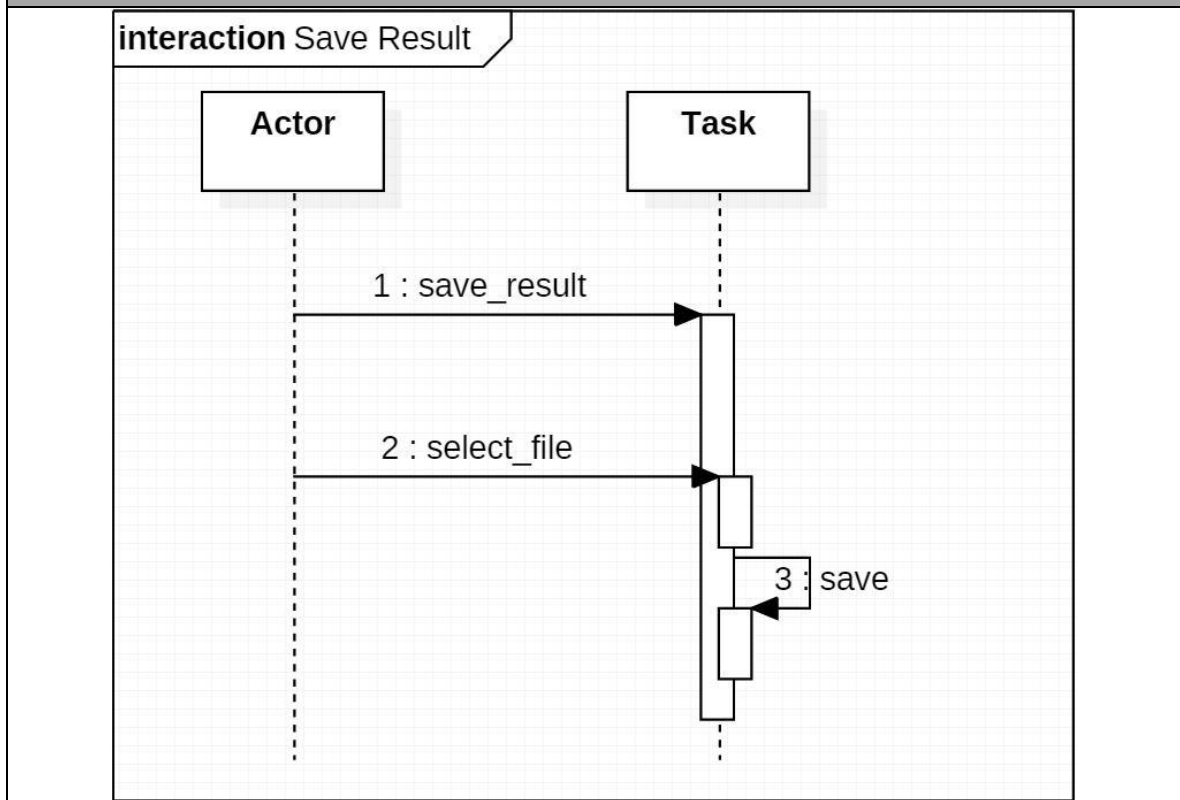 interaction Save Result
Actor
Task
1 : save_result
2 : select_file
3 : save